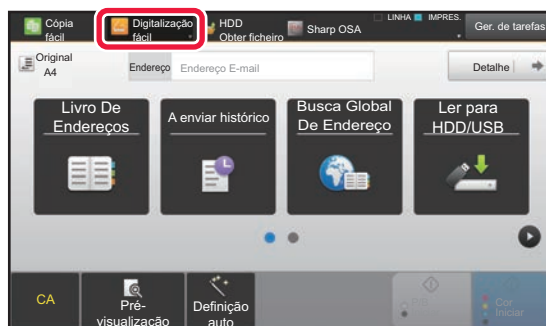 Cópia
fácil
Digitalização
fácil
HDD
Obter ficheiro
Sharp OSA
LINHA
IMPRES.
Ger. de tarefas
Original
A4
Endereço
Endereço E-mail
Detalhe
Livro De
Endereços
A enviar histórico
Busca Global
De Endereço
Ler para
HDD/USB
CA
Pré-
visualização
Definição
auto
Cor
Iniciar